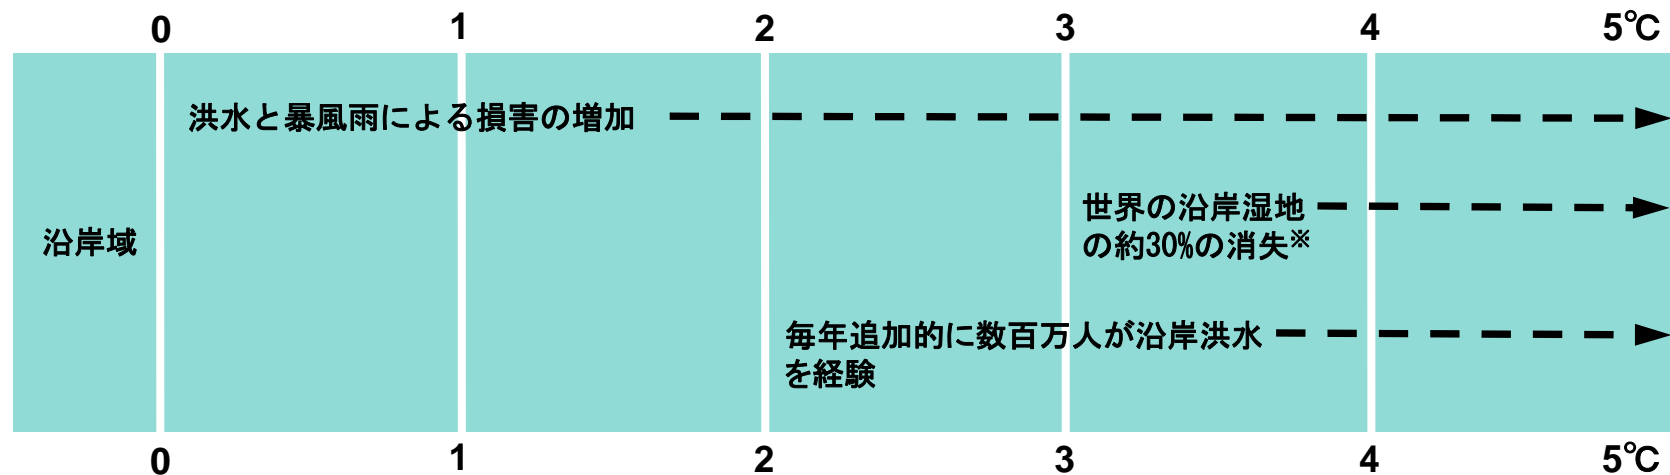 0 1 2 3 4 5℃
洪水と暴風雨による損害の増加
世界の沿岸湿地
の約30%の消失※
沿岸域
毎年追加的に数百万人が沿岸洪水
を経験
0 1 2 3 4 5℃